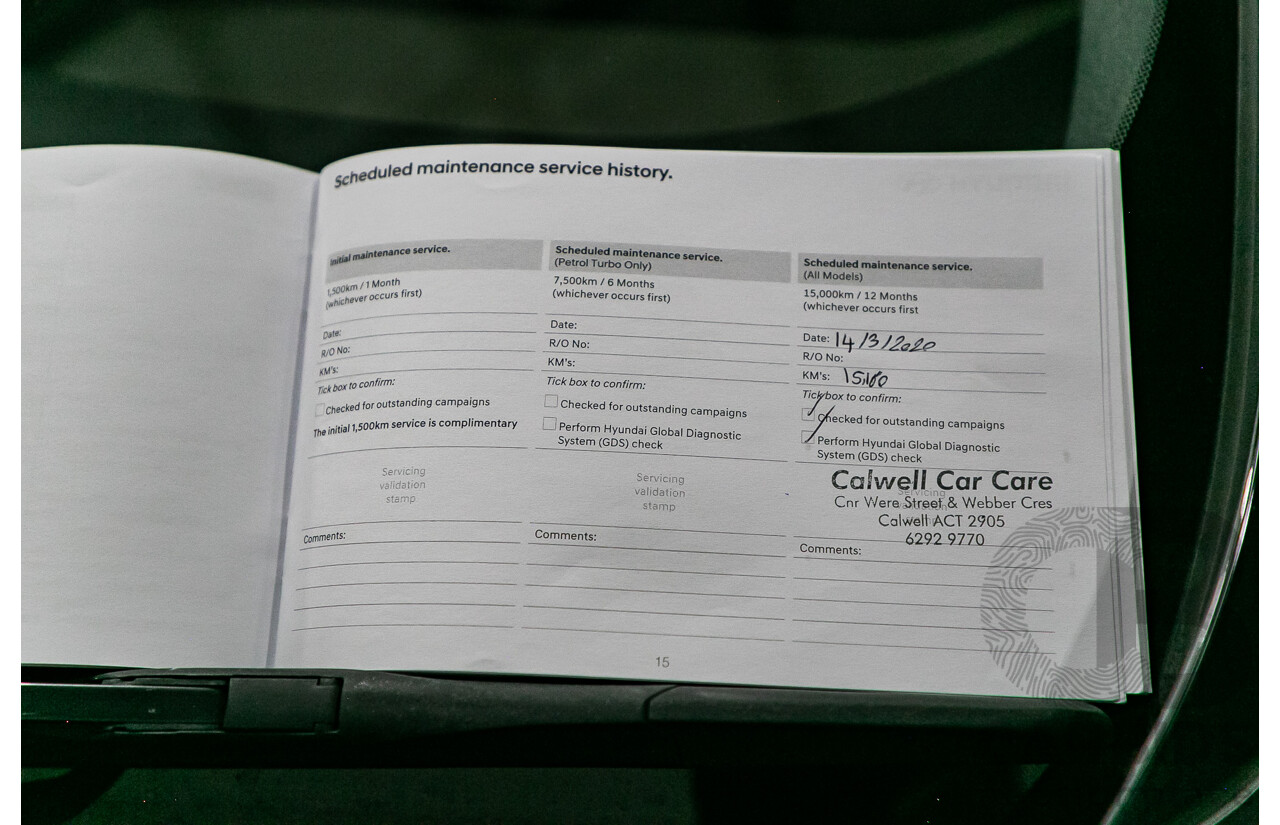 Scheduled maintenance service history.
Initial maintenance service.
1,500km / 1 Month
(whichever occurs first)
Date:
R/O No:
KM's:
Tick box to confirm:
Checked for outstanding campaigns
The initial 1,500km service is complimentary
Servicing
validation
stamp
Comments:
Scheduled maintenance service.
(Petrol Turbo Only)
7,500km / 6 Months
(whichever occurs first)
Date:
R/O No:
KM's:
Tick box to confirm:
Checked for outstanding campaigns
Perform Hyundai Global Diagnostic
System (GDS) check
Servicing
validation
stamp
Comments:
Scheduled maintenance service.
(All Models)
15,000km / 12 Months
(whichever occurs first
Date: 14/3/2020
R/O No:
KM's:
Tick box to confirm:
Checked for outstanding campaigns
Perform Hyundai Global Diagnostic
System (GDS) check
Calwell Car Care
Servicing
Cnr Were Street & Webber Cres
Calwell ACT 2905
6292 9770
Comments:
15